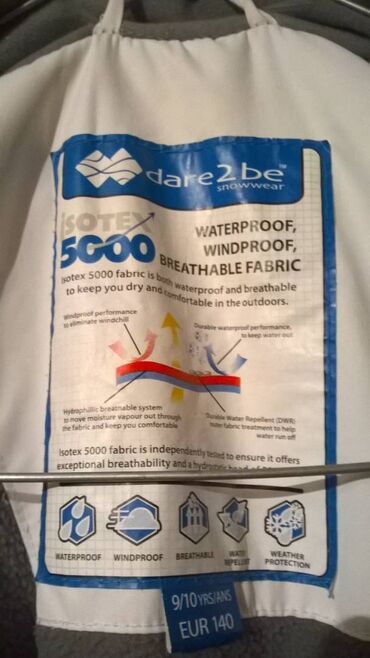 dare2be™
snowwear
ISOTEX
5000
WATERPROOF,
WINDPROOF,
BREATHABLE FABRIC
Isotex 5000 fabric is both waterproof and breathable
to keep you dry and comfortable in the outdoors.
Windproof performance
to eliminate windchill
Durable waterproof performance,
to keep water out
Hydrophillic breathable system
to move moisture vapour out through
the fabric and keep you comfortable
Durable Water Repellent (DWR)
outer fabric treatment to help
water run off
Isotex 5000 fabric is independently tested to ensure it offers
exceptional breathability and a hydrostatic head of
WATERPROOF
WINDPROOF
BREATHABLE
WATER
REPELLENT
WEATHER
PROTECTION
9/10 YRS/ANS
EUR 140